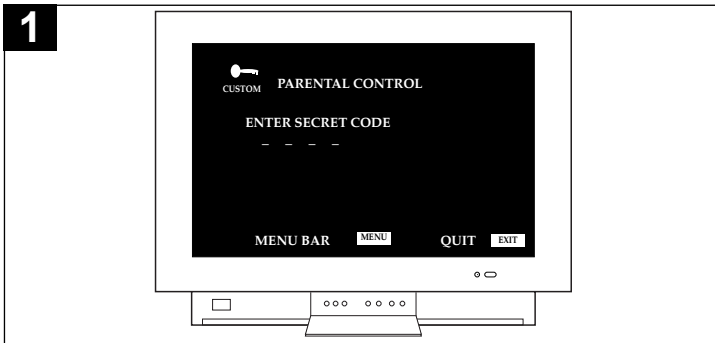 1
PARENTAL CONTROL
CUSTOM
ENTER SECRET CODE
_ _ _ _
MENU BAR MENU QUIT EXIT